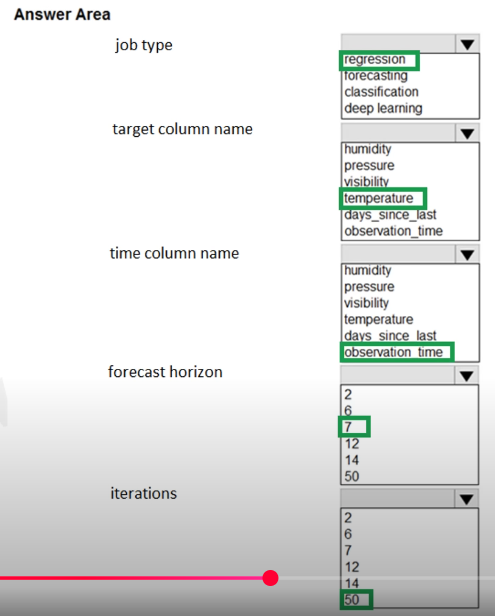 Answer Area
job type
regression
forecasting
classification
deep learning
target column name
humidity
pressure
visibility
temperature
days_since_last
observation_time
time column name
humidity
pressure
visibility
temperature
days_since_last
observation_time
forecast horizon
2
6
7
12
14
50
iterations
2
6
7
12
14
50